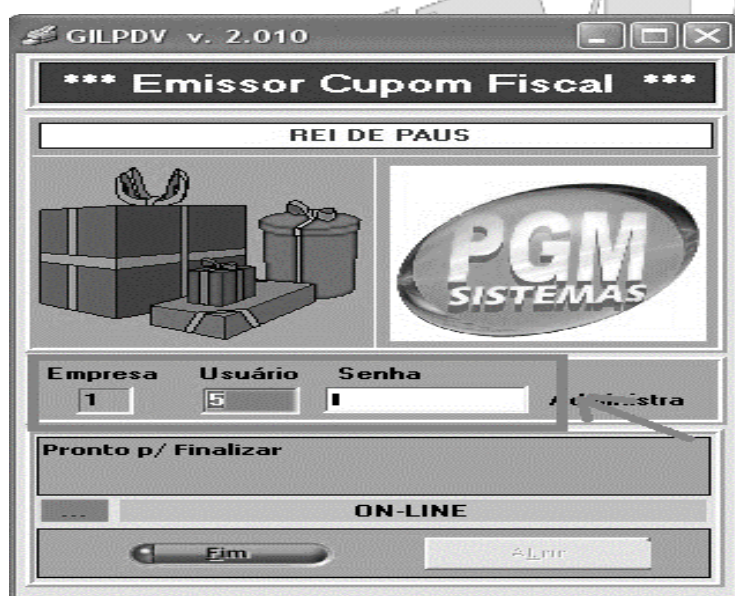 GILPDV v. 2.010
*** Emissor Cupom Fiscal ***
REI DE PAUS
PGM
SISTEMAS
Empresa Usuário Senha
1 5
Pronto p/ Finalizar
... ON-LINE
Fim Abrir